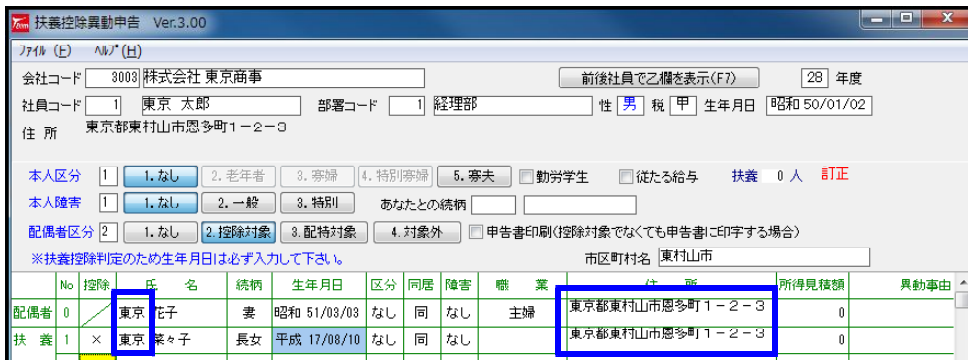 扶養控除異動申告 Ver.3.00
ﾌｧｲﾙ (F) ﾍﾙﾌﾟ(H)
会社コード 3003 株式会社 東京商事 前後社員で乙欄を表示(F7) 28 年度
社員コード 1 東京 太郎 部署コード 1 経理部 性 男 税 甲 生年月日 昭和 50/01/02
住 所 東京都東村山市恩多町1-2-3
本人区分 1 1.なし 2.老年者 3.寡婦 4.特別寡婦 5.寡夫 勤労学生 従たる給与 扶養 0 人 訂正
本人障害 1 1.なし 2.一般 3.特別 あなたとの続柄
配偶者区分 2 1.なし 2.控除対象 3.配特対象 4.対象外 申告書印刷(控除対象でなくても申告書に印字する場合)
※扶養控除判定のため生年月日は必ず入力して下さい。 市区町村名 東村山市
No 控除 氏 名 続柄 生年月日 区分 同居 障害 職 業 住 所 所得見積額 異動事由
配偶者 0 東京 花子 妻 昭和 51/03/03 なし 同 なし 主婦 東京都東村山市恩多町1-2-3 0
扶 養 1 × 東京 菜々子 長女 平成 17/08/10 なし 同 なし 東京都東村山市恩多町1-2-3 0